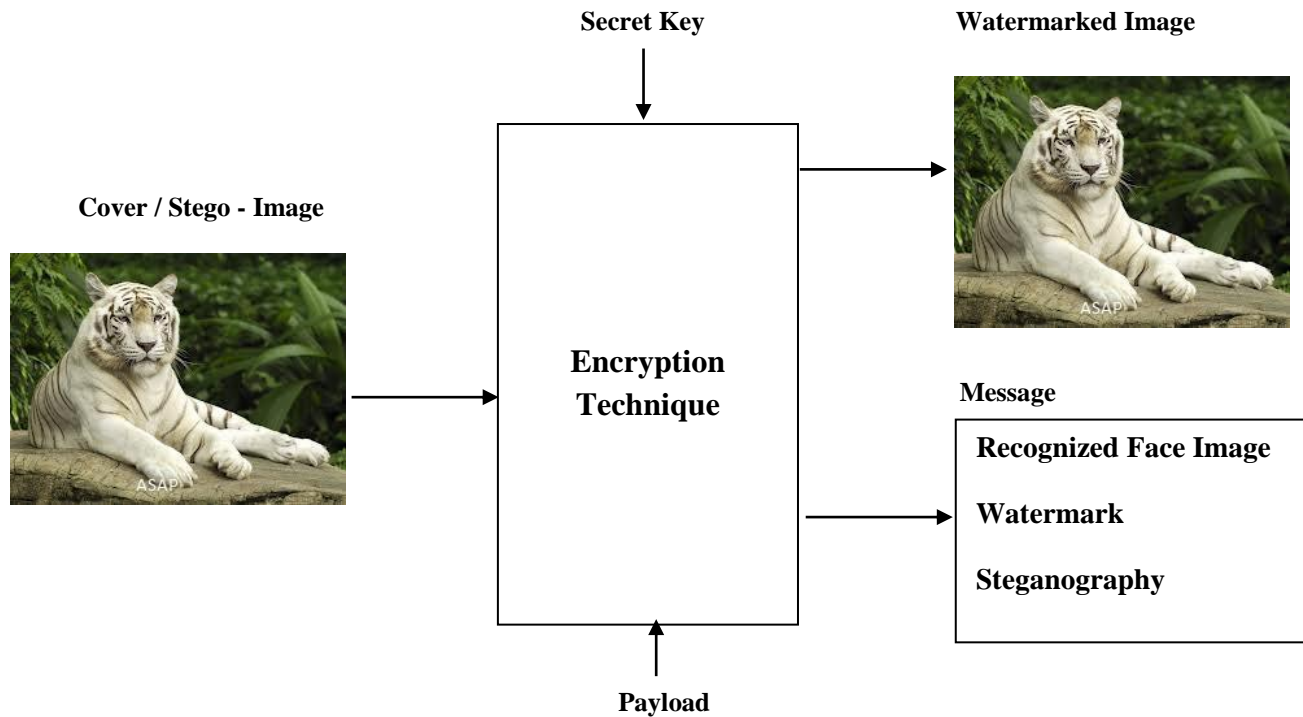 Secret Key
Watermarked Image
Cover / Stego - Image
ASAP
ASAP
Encryption
Technique
Message
Recognized Face Image
Watermark
Steganography
Payload